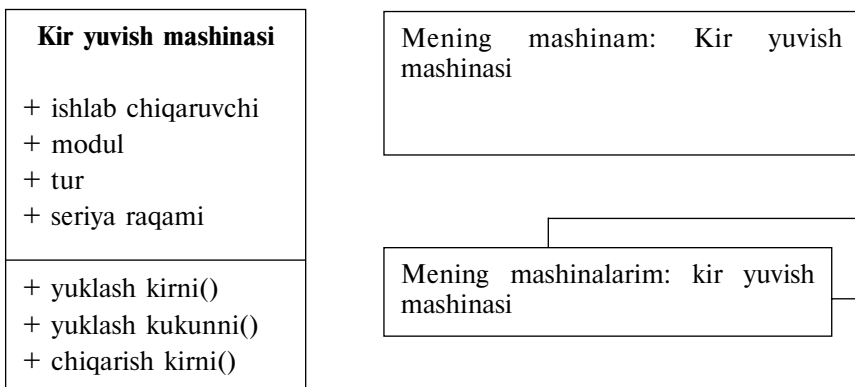 Kir yuvish mashinasi
+ ishlab chiqaruvchi
+ modul
+ tur
+ seriya raqami
+ yuklash kirni()
+ yuklash kukunni()
+ chiqarish kirni()
Mening mashinam: Kir yuvish
mashinasi
Mening mashinalarim: kir yuvish
mashinasi